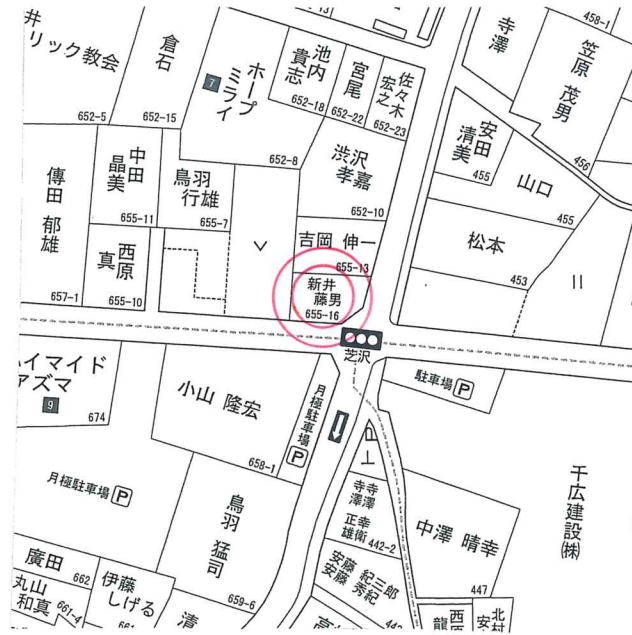 井
リック教会
652-5
倉石
652-15
7
ホープ
ミライ
652-8
池内
貴志
652-18
宮尾
652-22
佐々木
宏之
652-23
寺澤
458-1
笠原 茂男
456
安田
清美
455
山口
455
松本
453
渋沢
孝嘉
652-10
傳田 郁雄
657-1
中田
晶美
655-11
鳥羽
行雄
655-7
西原
真
655-10
吉岡 伸一
655-13
新井
藤男
655-16
芝沢
ハイマイド
アズマ
9
674
小山 隆宏
658-1
月極駐車場 P
駐車場 P
月極駐車場 P
鳥羽 猛司
659-6
寺澤 正幸
寺澤 雄衛
442-2
安藤 紀三郎
安藤 秀紀
442
中澤 晴幸
447
千広建設㈱
廣田
662
丸山
和真
661-4
伊藤
しげる
661
清
西原
龍
北村
安